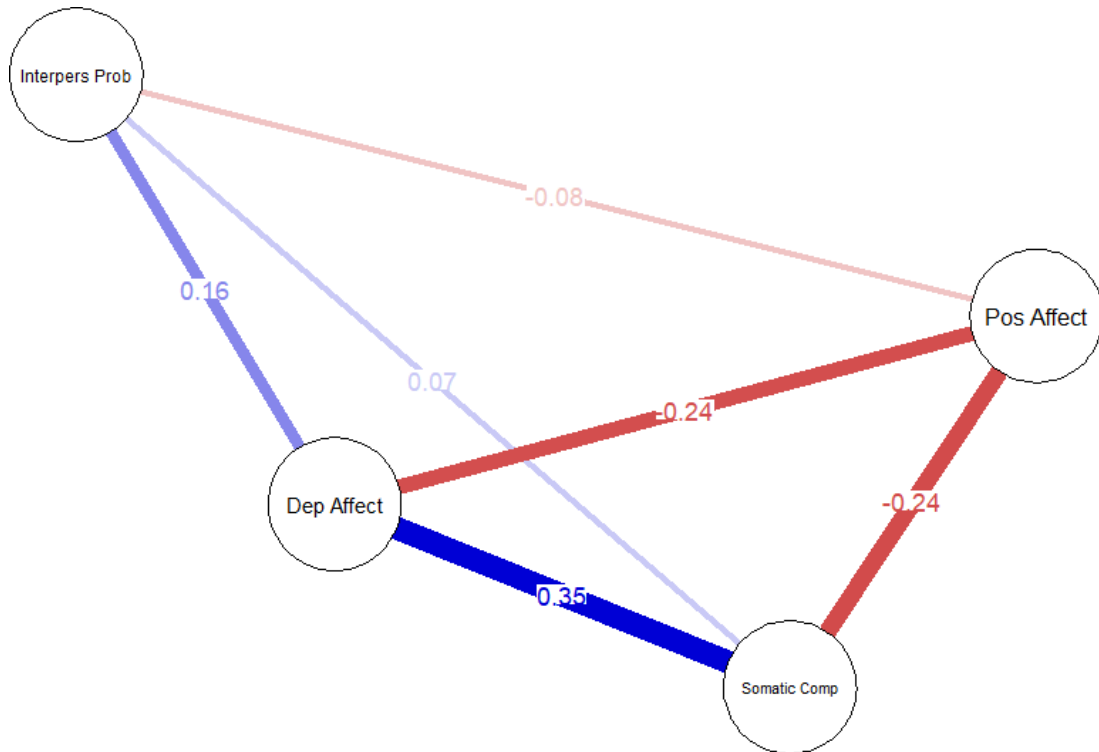 Interpers Prob
-0.08
0.16
Pos Affect
0.07
-0.24
Dep Affect
-0.24
0.35
Somatic Comp